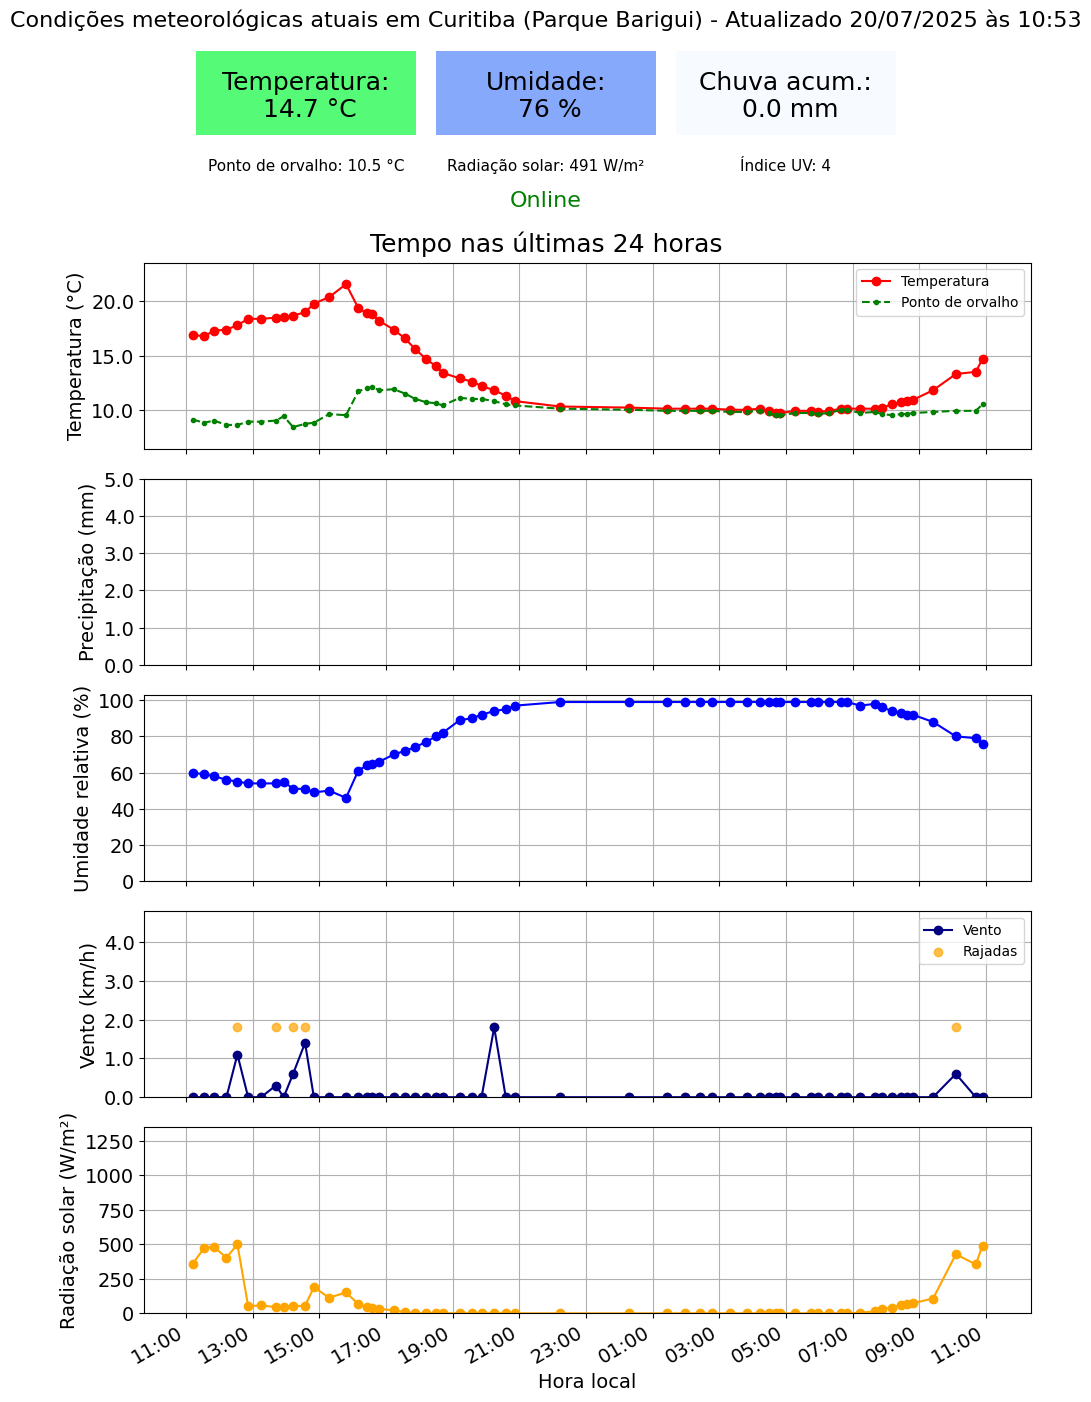 Condições meteorológicas atuais em Curitiba (Parque Barigui) - Atualizado 20/07/2025 às 10:53
Temperatura:
14.7 °C
Umidade:
76 %
Chuva acum.:
0.0 mm
Ponto de orvalho: 10.5 °C
Radiação solar: 491 W/m²
Índice UV: 4
Online
Tempo nas últimas 24 horas
Temperatura (°C)
20.0
15.0
10.0
Temperatura
Ponto de orvalho
Precipitação (mm)
5.0
4.0
3.0
2.0
1.0
0.0
Umidade relativa (%)
100
80
60
40
20
0
Vento (km/h)
4.0
3.0
2.0
1.0
0.0
Vento
Rajadas
Radiação solar (W/m²)
1250
1000
750
500
250
0
11:00
13:00
15:00
17:00
19:00
21:00
23:00
01:00
03:00
05:00
07:00
09:00
11:00
Hora local